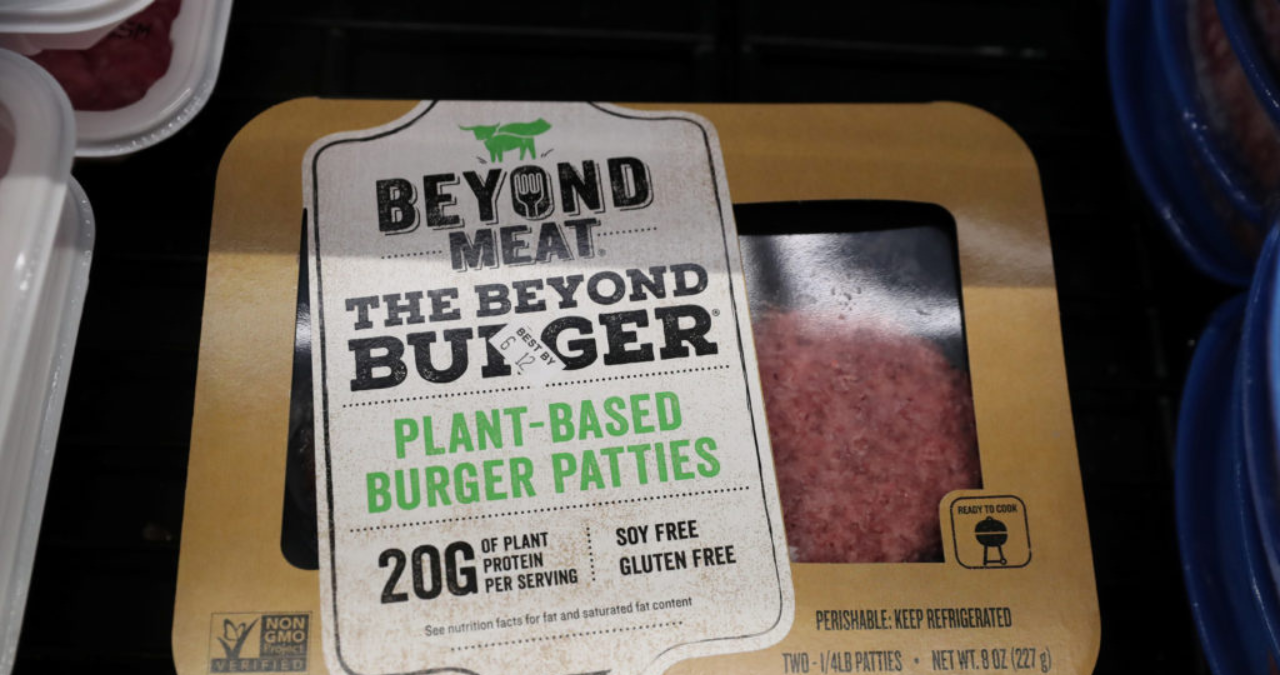 BEYOND
MEAT®
THE BEYOND
BURGER®
BEST BY
6 12
PLANT-BASED
BURGER PATTIES
20G OF PLANT
PROTEIN
PER SERVING
SOY FREE
GLUTEN FREE
See nutrition facts for fat and saturated fat content
READY TO COOK
NON
GMO
Project
VERIFIED
PERISHABLE: KEEP REFRIGERATED
TWO - 1/4LB PATTIES • NET WT. 8 OZ (227 g)